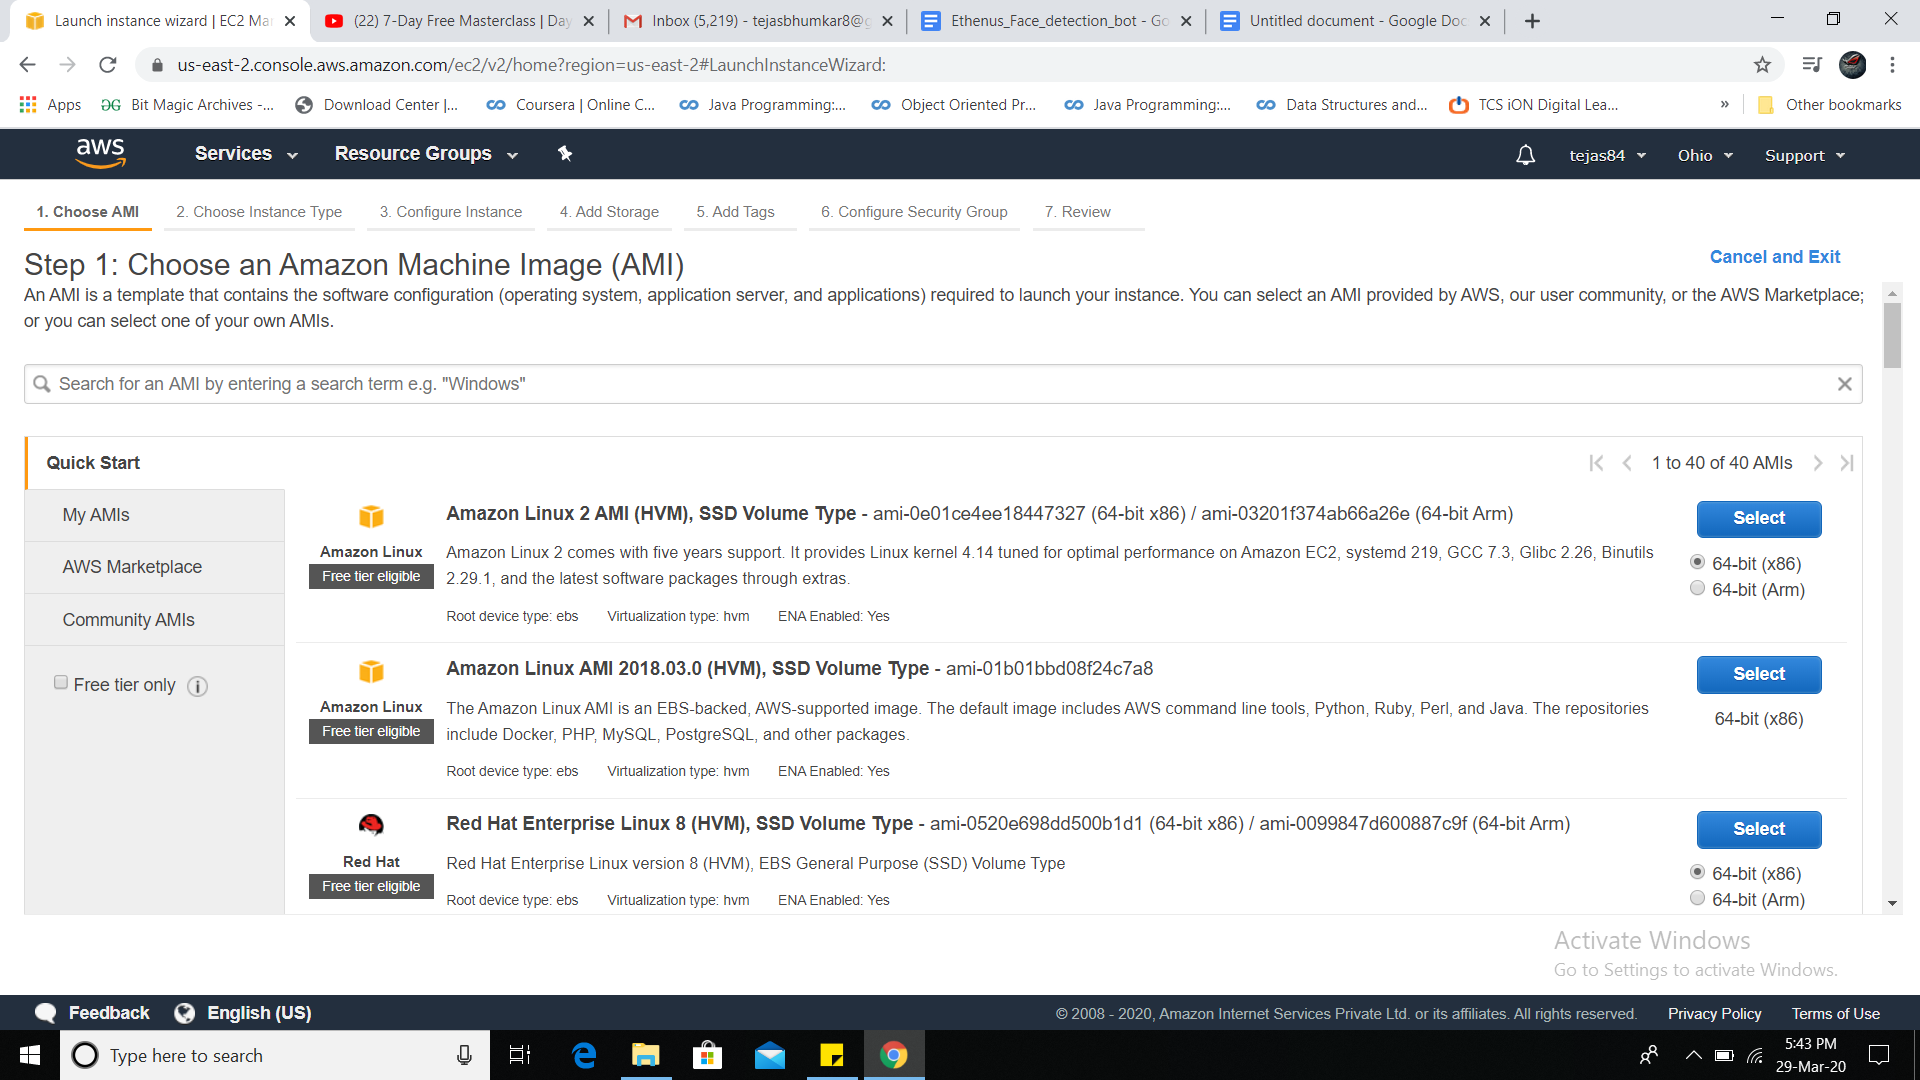 Launch instance wizard | EC2 Mar
(22) 7-Day Free Masterclass | Day
Inbox (5,219) - tejasbhumkar8@g
Ethenus_Face_detection_bot - Go
Untitled document - Google Doc
us-east-2.console.aws.amazon.com/ec2/v2/home?region=us-east-2#LaunchInstanceWizard:
Apps
Bit Magic Archives -...
Download Center |...
Coursera | Online C...
Java Programming:...
Object Oriented Pr...
Java Programming:...
Data Structures and...
TCS iON Digital Lea...
»
Other bookmarks
aws
Services
Resource Groups
tejas84
Ohio
Support
1. Choose AMI
2. Choose Instance Type
3. Configure Instance
4. Add Storage
5. Add Tags
6. Configure Security Group
7. Review
Step 1: Choose an Amazon Machine Image (AMI)
Cancel and Exit
An AMI is a template that contains the software configuration (operating system, application server, and applications) required to launch your instance. You can select an AMI provided by AWS, our user community, or the AWS Marketplace;
or you can select one of your own AMIs.
Search for an AMI by entering a search term e.g. "Windows"
Quick Start
1 to 40 of 40 AMIs
My AMIs
AWS Marketplace
Community AMIs
Free tier only
i
Amazon Linux
Free tier eligible
Amazon Linux 2 AMI (HVM), SSD Volume Type - ami-0e01ce4ee18447327 (64-bit x86) / ami-03201f374ab66a26e (64-bit Arm)
Amazon Linux 2 comes with five years support. It provides Linux kernel 4.14 tuned for optimal performance on Amazon EC2, systemd 219, GCC 7.3, Glibc 2.26, Binutils
2.29.1, and the latest software packages through extras.
Root device type: ebs Virtualization type: hvm ENA Enabled: Yes
Select
64-bit (x86)
64-bit (Arm)
Amazon Linux
Free tier eligible
Amazon Linux AMI 2018.03.0 (HVM), SSD Volume Type - ami-01b01bbd08f24c7a8
The Amazon Linux AMI is an EBS-backed, AWS-supported image. The default image includes AWS command line tools, Python, Ruby, Perl, and Java. The repositories
include Docker, PHP, MySQL, PostgreSQL, and other packages.
Root device type: ebs Virtualization type: hvm ENA Enabled: Yes
Select
64-bit (x86)
Red Hat
Free tier eligible
Red Hat Enterprise Linux 8 (HVM), SSD Volume Type - ami-0520e698dd500b1d1 (64-bit x86) / ami-0099847d600887c9f (64-bit Arm)
Red Hat Enterprise Linux version 8 (HVM), EBS General Purpose (SSD) Volume Type
Root device type: ebs Virtualization type: hvm ENA Enabled: Yes
Select
64-bit (x86)
64-bit (Arm)
Activate Windows
Go to Settings to activate Windows.
Feedback
English (US)
© 2008 - 2020, Amazon Internet Services Private Ltd. or its affiliates. All rights reserved.
Privacy Policy
Terms of Use
Type here to search
5:43 PM
29-Mar-20